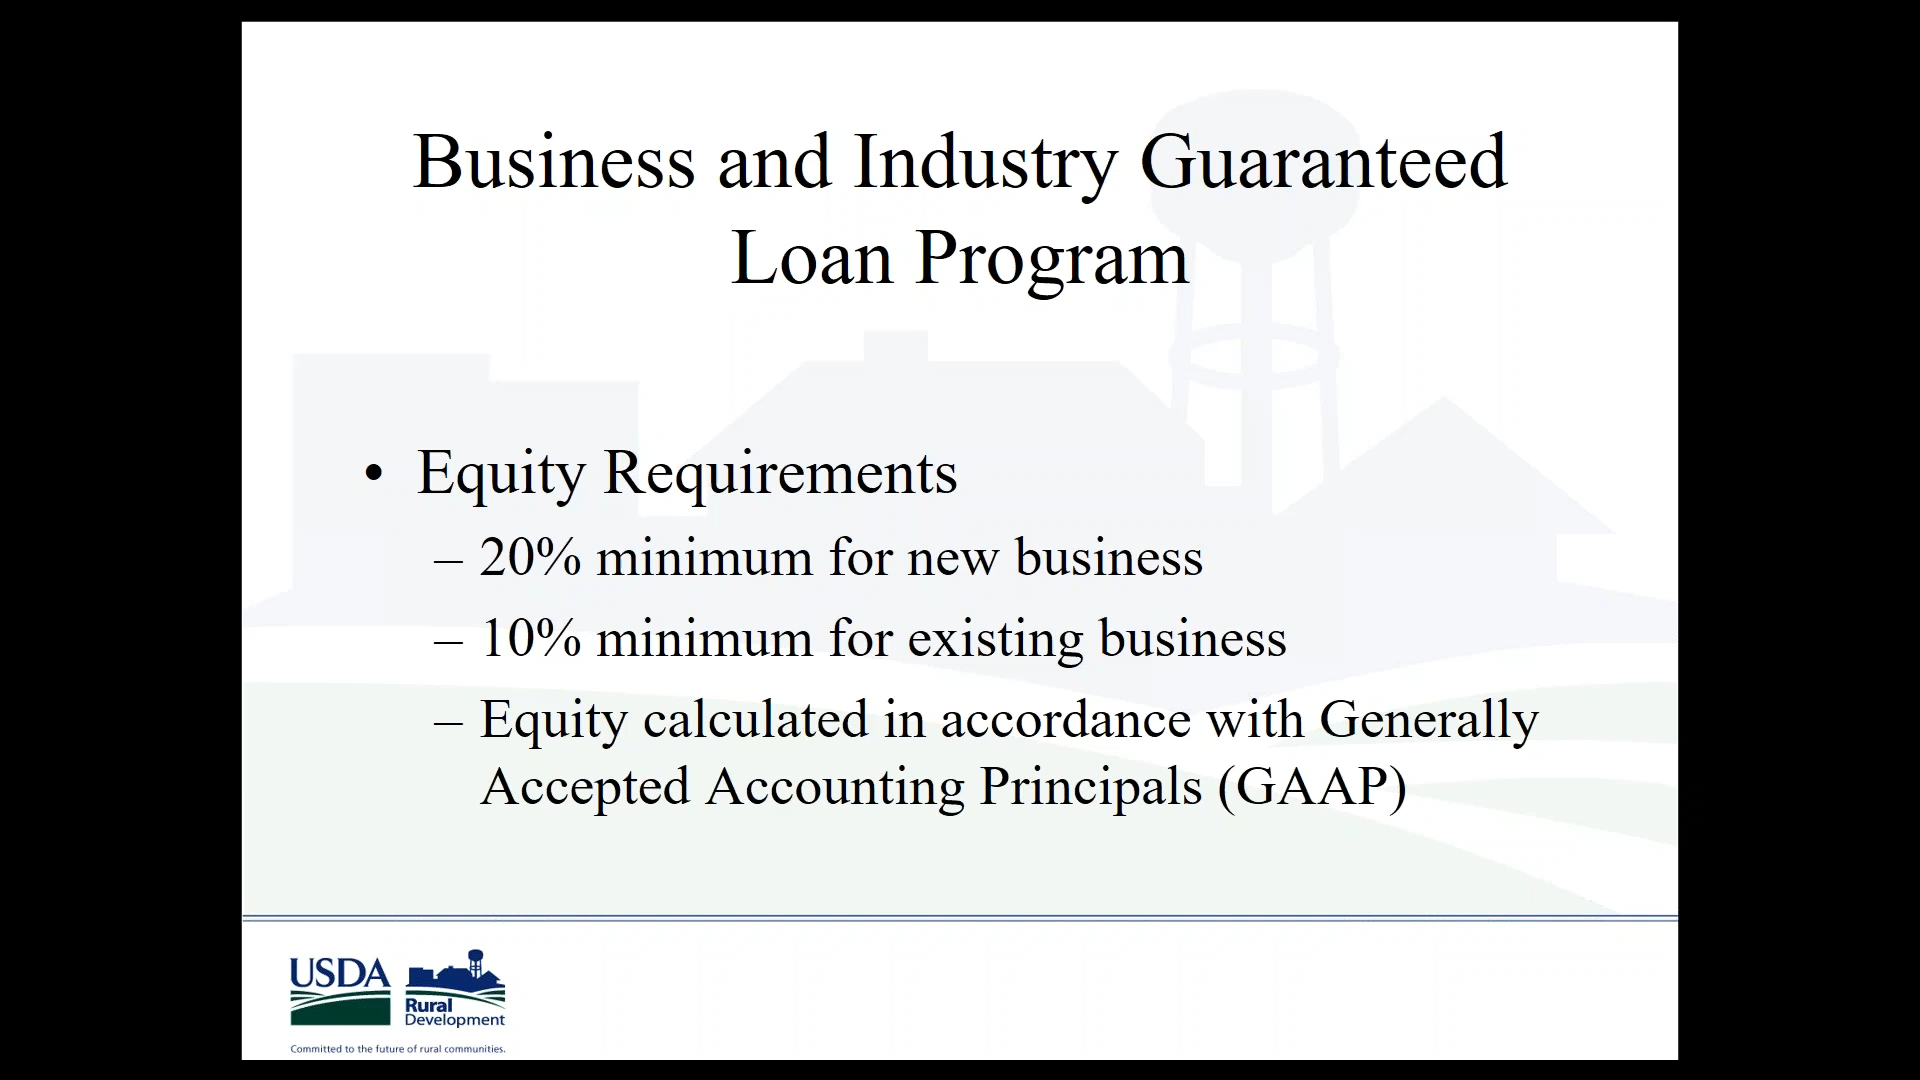 Business and Industry Guaranteed
Loan Program
• Equity Requirements
– 20% minimum for new business
– 10% minimum for existing business
– Equity calculated in accordance with Generally
Accepted Accounting Principals (GAAP)
USDA
Rural
Development
Committed to the future of rural communities.